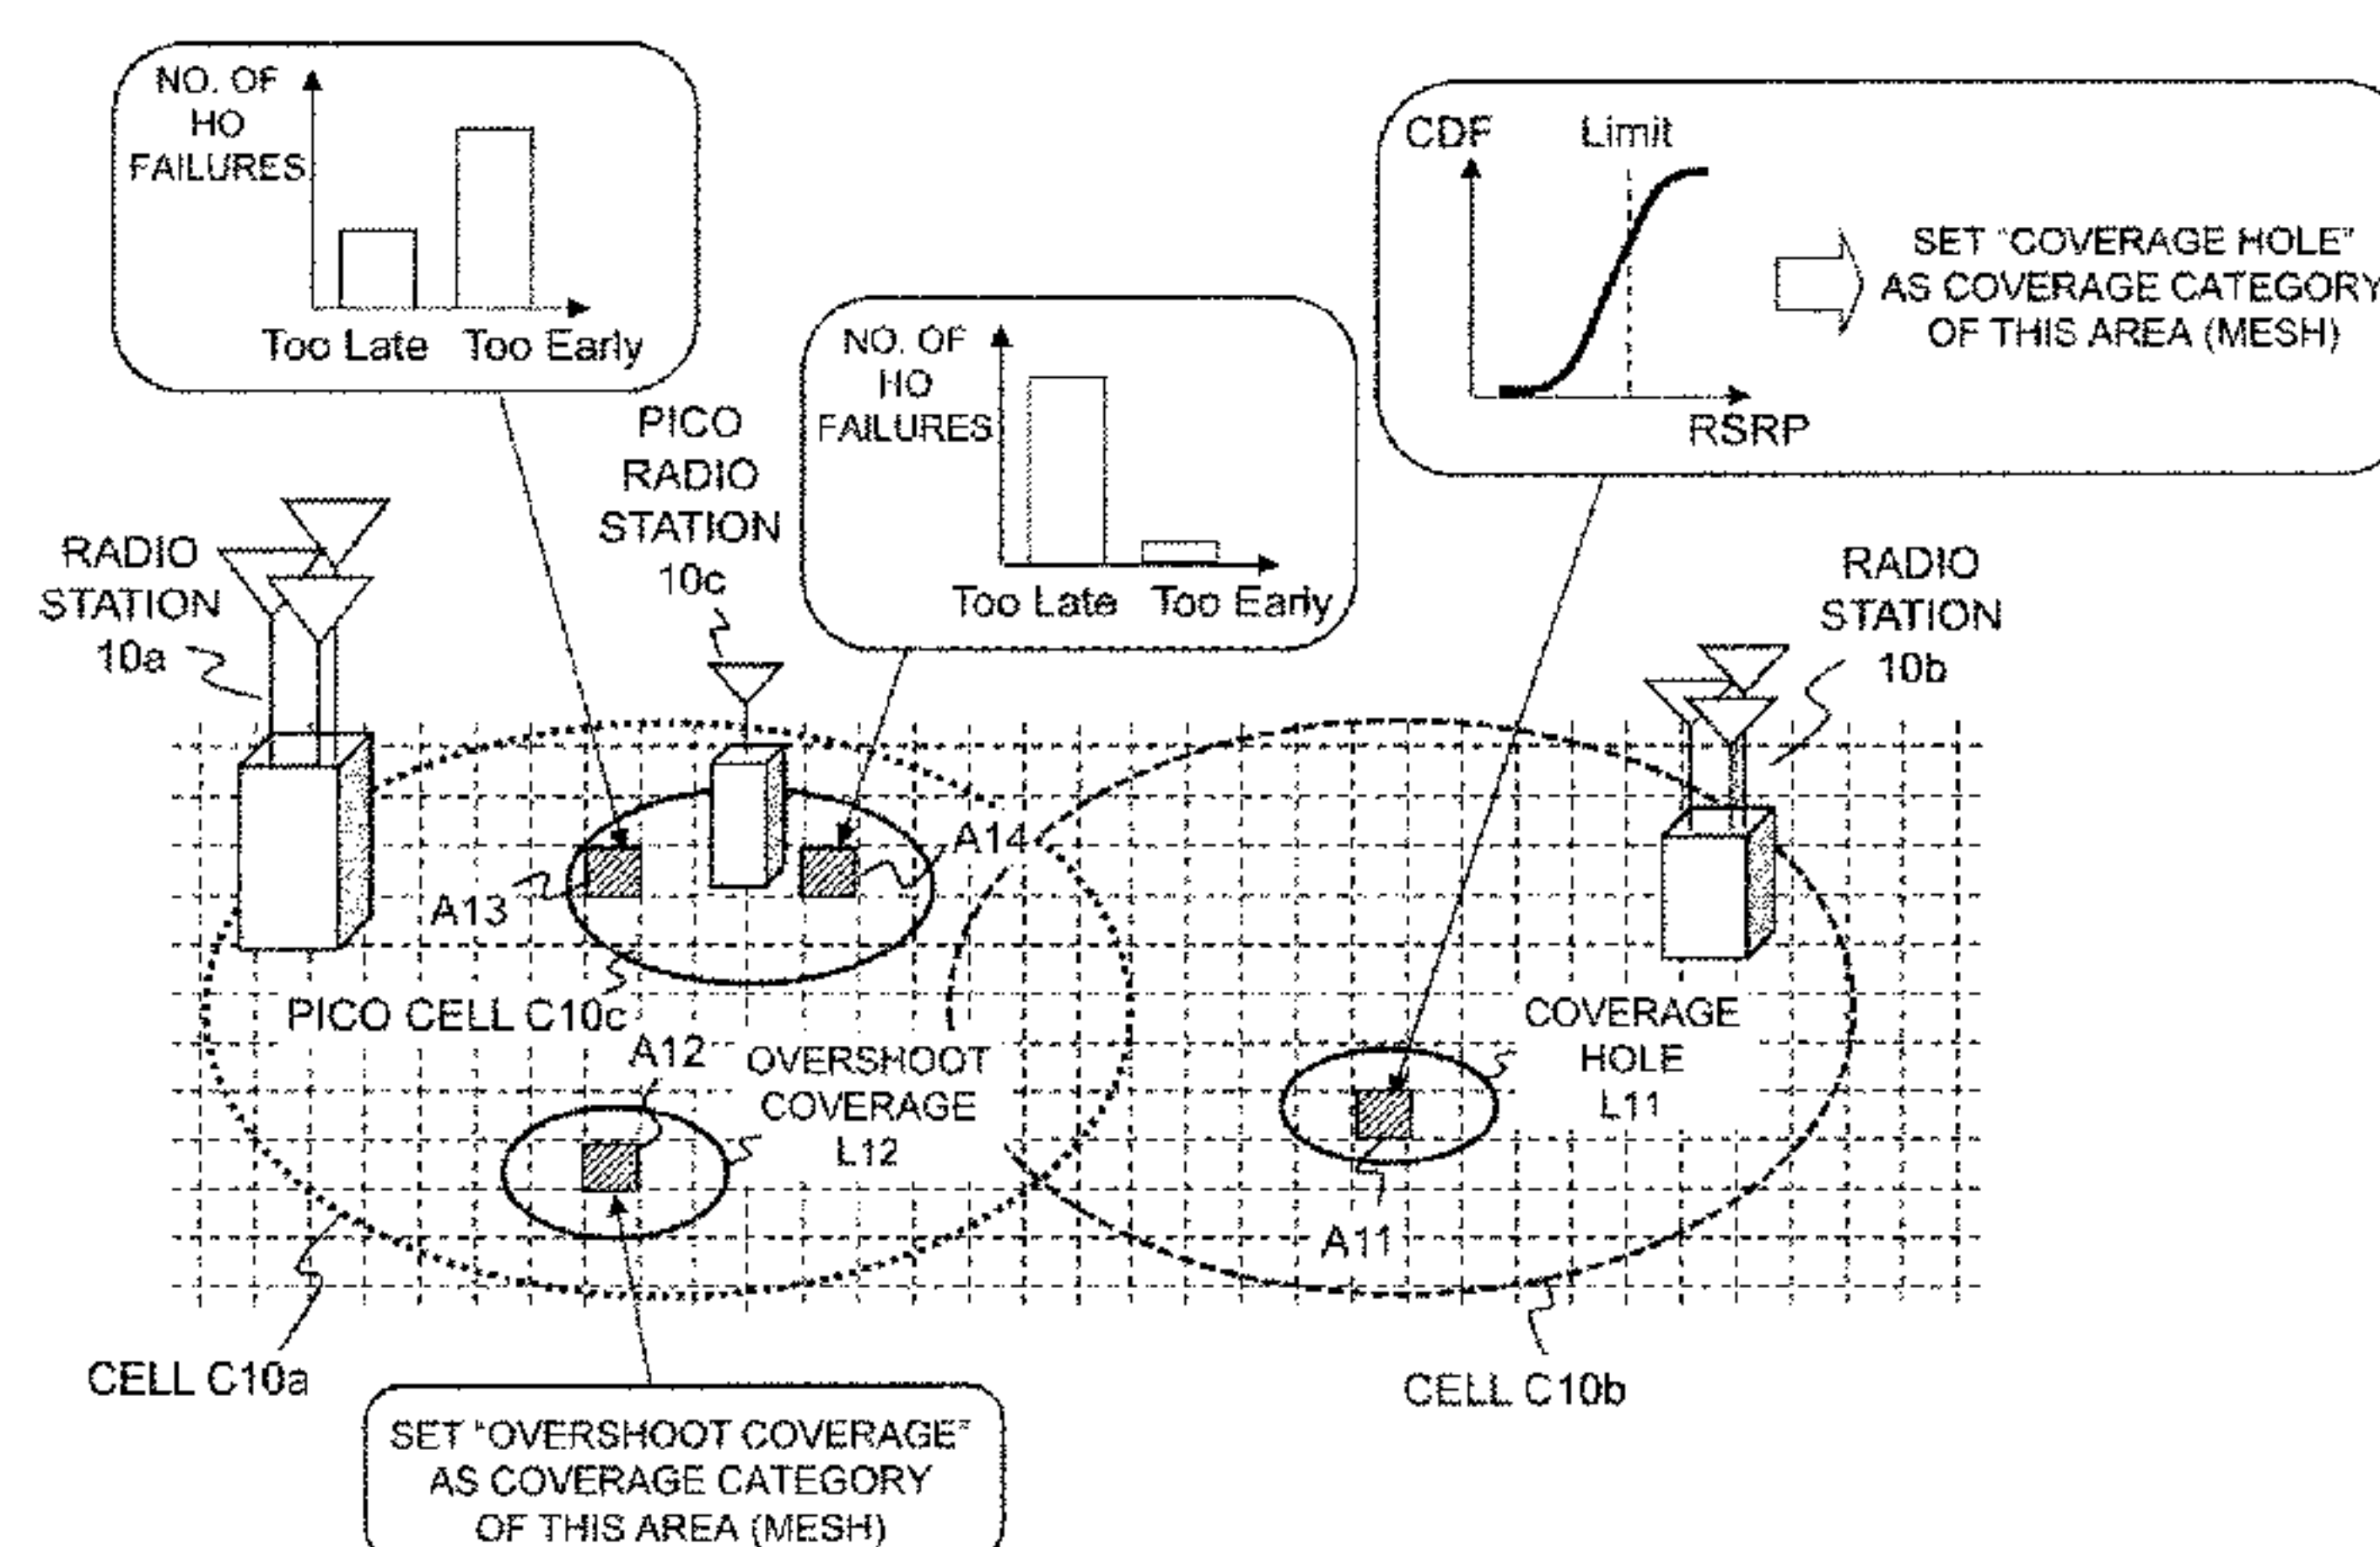 NO. OF
HO
FAILURES
Too Late Too Early
CDF Limit
RSRP
SET "COVERAGE HOLE"
AS COVERAGE CATEGORY
OF THIS AREA (MESH)
NO. OF
HO
FAILURES
Too Late Too Early
PICO
RADIO
STATION
10c
RADIO
STATION
10a
RADIO
STATION
10b
A14
A13
PICO CELL C10c
A12
OVERSHOOT
COVERAGE
L12
COVERAGE
HOLE
L11
A11
CELL C10a
CELL C10b
SET "OVERSHOOT COVERAGE"
AS COVERAGE CATEGORY
OF THIS AREA (MESH)